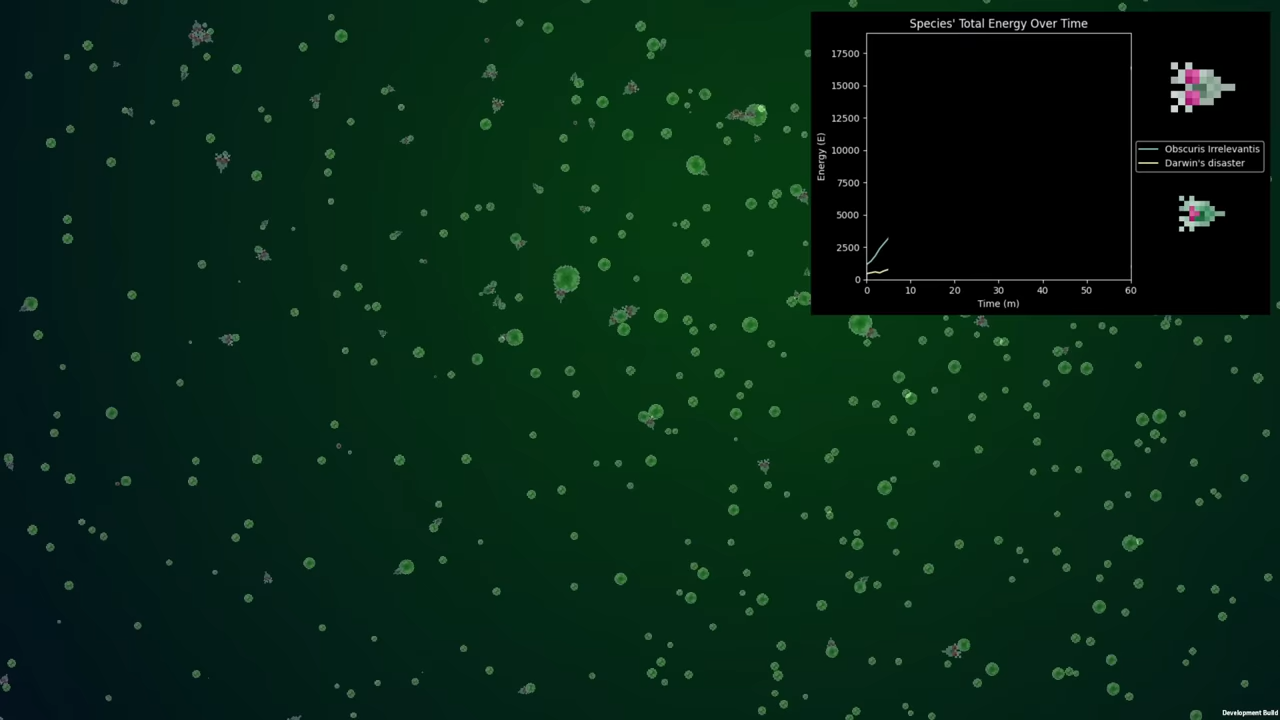 Species' Total Energy Over Time
17500
15000
12500
10000
7500
5000
2500
0
Energy (E)
0 10 20 30 40 50 60
Time (m)
Obscuris Irrelevantis
Darwin's disaster
Development Build